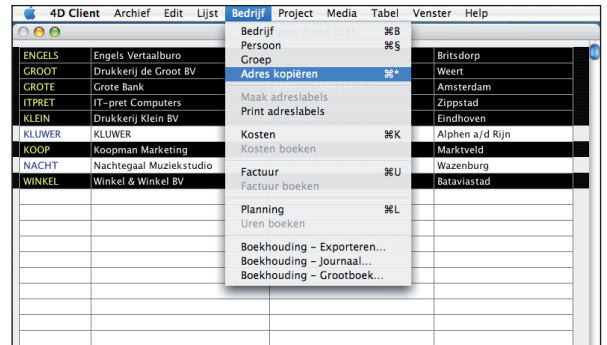 4D Client Archief Edit Lijst Bedrijf Project Media Tabel Venster Help
Bedrijf ⌘B
Persoon ⌘§
Groep
Adres kopiëren ⌘*
Maak adreslabels
Print adreslabels
Kosten ⌘K
Kosten boeken
Factuur ⌘U
Factuur boeken
Planning ⌘L
Uren boeken
Boekhouding – Exporteren...
Boekhouding – Journaal...
Boekhouding – Grootboek...
ENGELS Engels Vertaalburo Britsdorp
GROOT Drukkerij de Groot BV Weert
GROTE Grote Bank Amsterdam
ITPRET IT-pret Computers Zippstad
KLEIN Drukkerij Klein BV Eindhoven
KLUWER KLUWER Alphen a/d Rijn
KOOP Koopman Marketing Marktveld
NACHT Nachtegaal Muziekstudio Wazenburg
WINKEL Winkel & Winkel BV Bataviastad